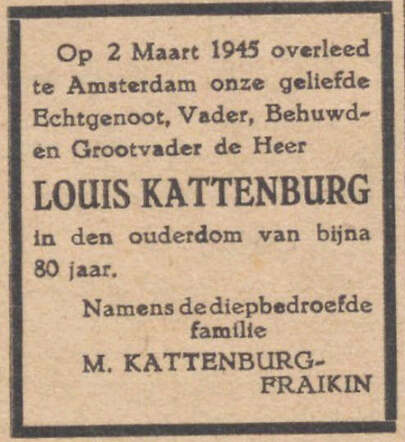 Op 2 Maart 1945 overleed
te Amsterdam onze geliefde
Echtgenoot, Vader, Behuwd-
en Grootvader de Heer
LOUIS KATTENBURG
in den ouderdom van bijna
80 jaar.
Namens de diepbedroefde
familie
M. KATTENBURG-
FRAIKIN